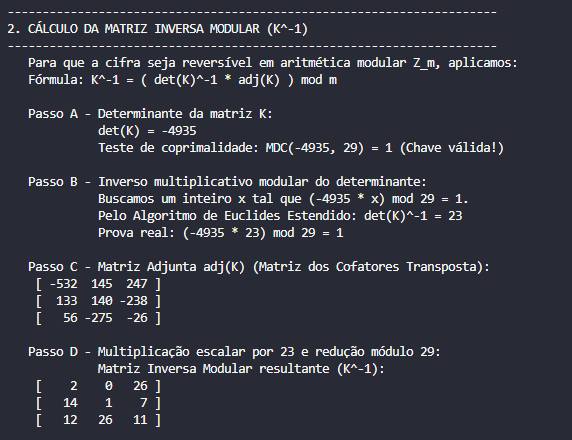 ----------------------------------------------------------------------
2. CÁLCULO DA MATRIZ INVERSA MODULAR (K^-1)
----------------------------------------------------------------------
   Para que a cifra seja reversível em aritmética modular Z_m, aplicamos:
   Fórmula: K^-1 = ( det(K)^-1 * adj(K) ) mod m

   Passo A - Determinante da matriz K:
             det(K) = -4935
             Teste de coprimalidade: MDC(-4935, 29) = 1 (Chave válida!)

   Passo B - Inverso multiplicativo modular do determinante:
             Buscamos um inteiro x tal que (-4935 * x) mod 29 = 1.
             Pelo Algoritmo de Euclides Estendido: det(K)^-1 = 23
             Prova real: (-4935 * 23) mod 29 = 1

   Passo C - Matriz Adjunta adj(K) (Matriz dos Cofatores Transposta):
    [ -532  145  247 ]
    [  133  140 -238 ]
    [   56 -275  -26 ]

   Passo D - Multiplicação escalar por 23 e redução módulo 29:
             Matriz Inversa Modular resultante (K^-1):
    [    2    0   26 ]
    [   14    1    7 ]
    [   12   26   11 ]